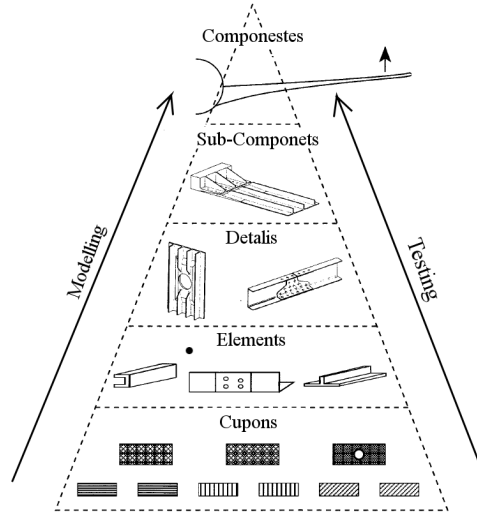 Componestes
Sub-Componets
Detalis
Modelling
Testing
Elements
Cupons